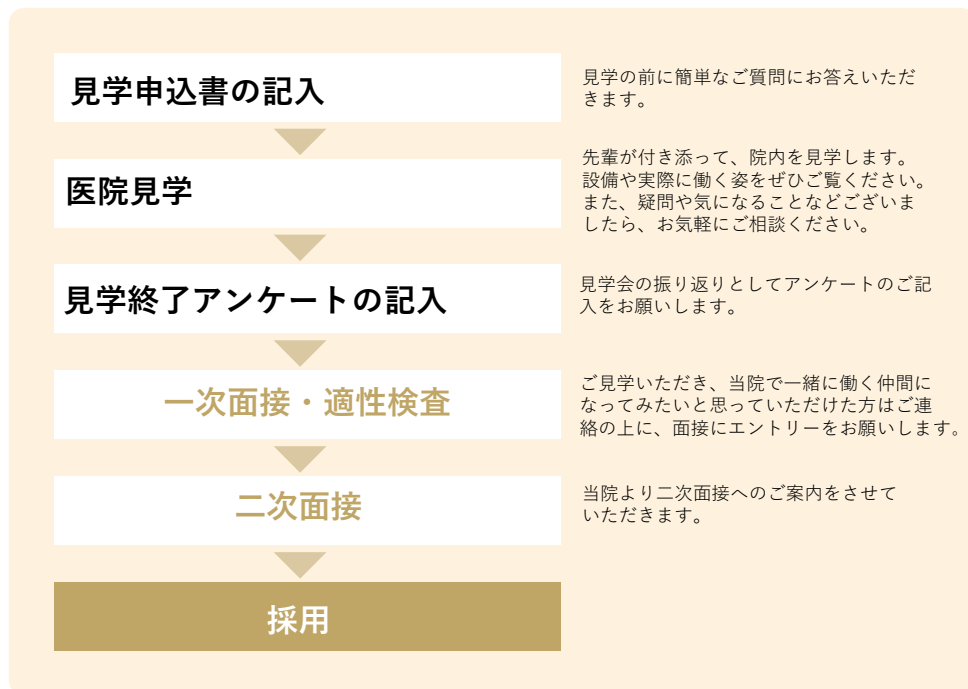 見学申込書の記入
見学の前に簡単なご質問にお答えいただ
きます。
医院見学
先輩が付き添って、院内を見学します。
設備や実際に働く姿をぜひご覧ください。
また、疑問や気になることなどございま
したら、お気軽にご相談ください。
見学終了アンケートの記入
見学会の振り返りとしてアンケートのご記
入をお願いします。
一次面接・適性検査
ご見学いただき、当院で一緒に働く仲間に
なってみたいと思っていただけた方はご連
絡の上に、面接にエントリーをお願いします。
二次面接
当院より二次面接へのご案内をさせて
いただきます。
採用